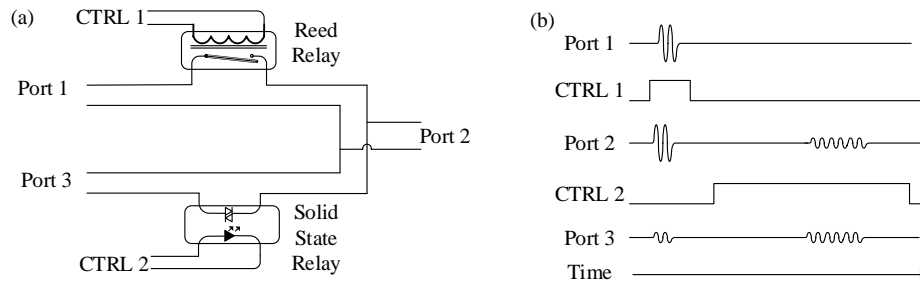 (a)
CTRL 1
Reed
Relay
Port 1
Port 2
Port 3
Solid
State
Relay
CTRL 2
(b)
Port 1
CTRL 1
Port 2
CTRL 2
Port 3
Time